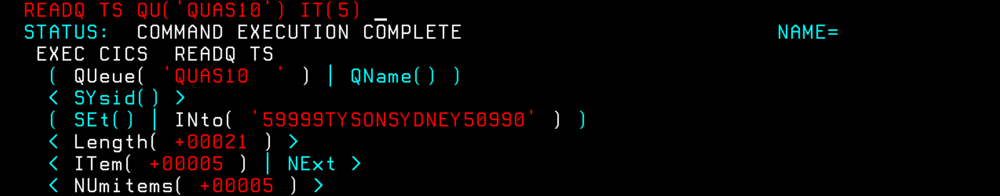 READQ TS QU('QUAS10') IT(5) _
STATUS:  COMMAND EXECUTION COMPLETE NAME=
EXEC CICS  READQ TS
( QUeue( 'QUAS10  ' ) | QName() )
< SYsid() >
( SEt() | INto( '59999TYSONSYDNEY50990' ) )
< Length( +00021 ) >
< ITem( +00005 ) | NExt >
< NUmitems( +00005 ) >